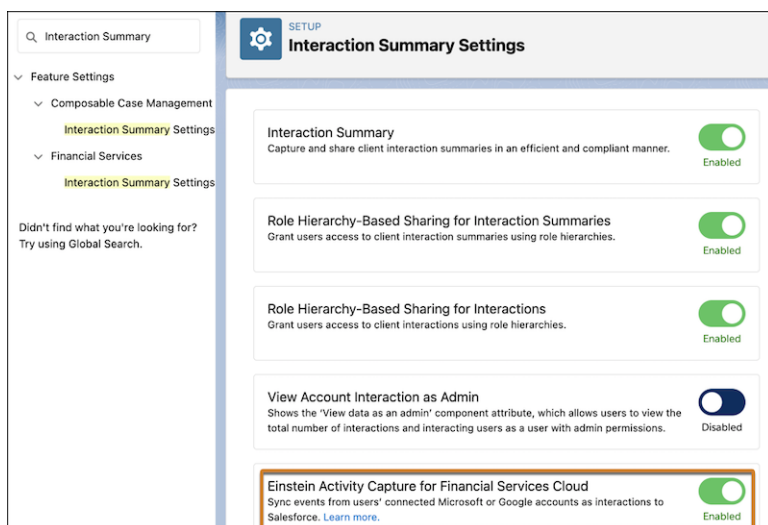 Interaction Summary
Feature Settings
Composable Case Management
Interaction Summary Settings
Financial Services
Interaction Summary Settings
Didn't find what you're looking for?
Try using Global Search.
SETUP
Interaction Summary Settings
Interaction Summary
Capture and share client interaction summaries in an efficient and compliant manner.
Enabled
Role Hierarchy-Based Sharing for Interaction Summaries
Grant users access to client interaction summaries using role hierarchies.
Enabled
Role Hierarchy-Based Sharing for Interactions
Grant users access to client interactions using role hierarchies.
Enabled
View Account Interaction as Admin
Shows the 'View data as an admin' component attribute, which allows users to view the
total number of interactions and interacting users as a user with admin permissions.
Disabled
Einstein Activity Capture for Financial Services Cloud
Sync events from users' connected Microsoft or Google accounts as interactions to
Salesforce. Learn more.
Enabled